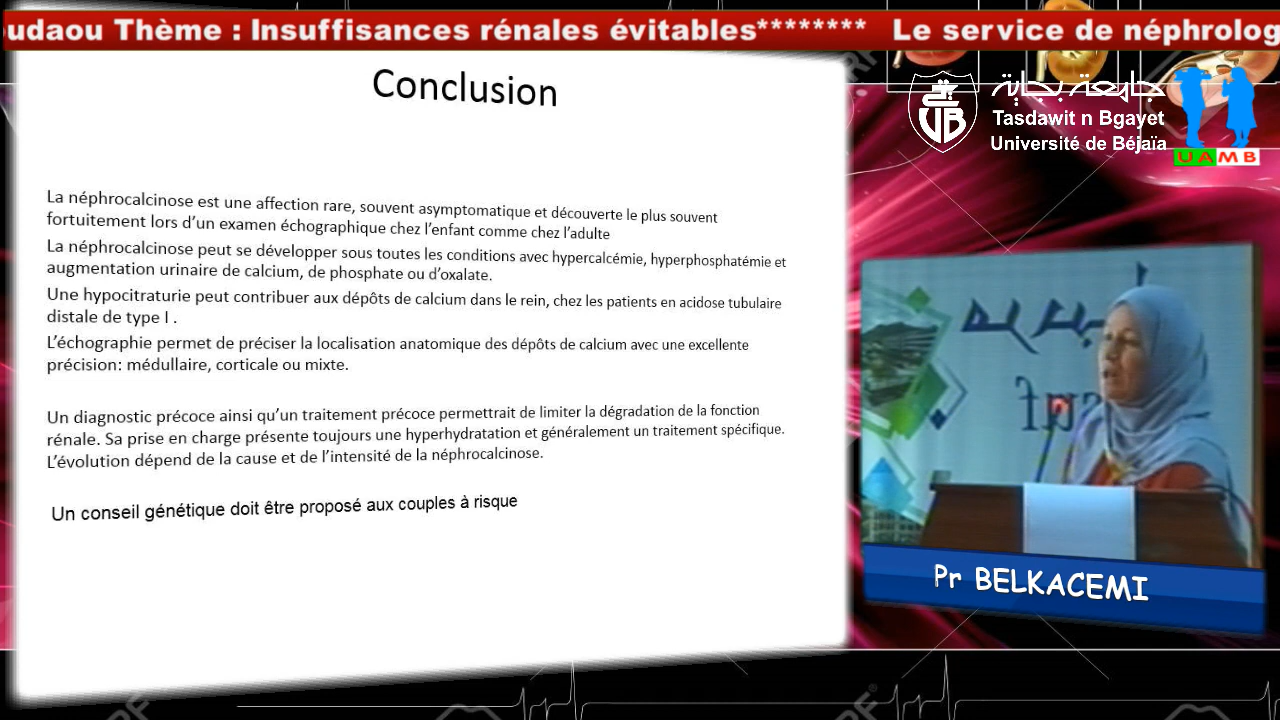 oudaou Thème : Insuffisances rénales évitables******** Le service de néphrolog
Conclusion
La néphrocalcinose est une affection rare, souvent asymptomatique et découverte le plus souvent
fortuitement lors d'un examen échographique chez l'enfant comme chez l'adulte
La néphrocalcinose peut se développer sous toutes les conditions avec hypercalcémie, hyperphosphatémie et
augmentation urinaire de calcium, de phosphate ou d'oxalate.
Une hypocitraturie peut contribuer aux dépôts de calcium dans le rein, chez les patients en acidose tubulaire
distale de type I .
L'échographie permet de préciser la localisation anatomique des dépôts de calcium avec une excellente
précision: médullaire, corticale ou mixte.
Un diagnostic précoce ainsi qu'un traitement précoce permettrait de limiter la dégradation de la fonction
rénale. Sa prise en charge présente toujours une hyperhydratation et généralement un traitement spécifique.
L'évolution dépend de la cause et de l'intensité de la néphrocalcinose.
Un conseil génétique doit être proposé aux couples à risque
جامعة بجاية
Tasdawit n Bgayet
Université de Béjaïa
UB
UAMB
Pr BELKACEMI